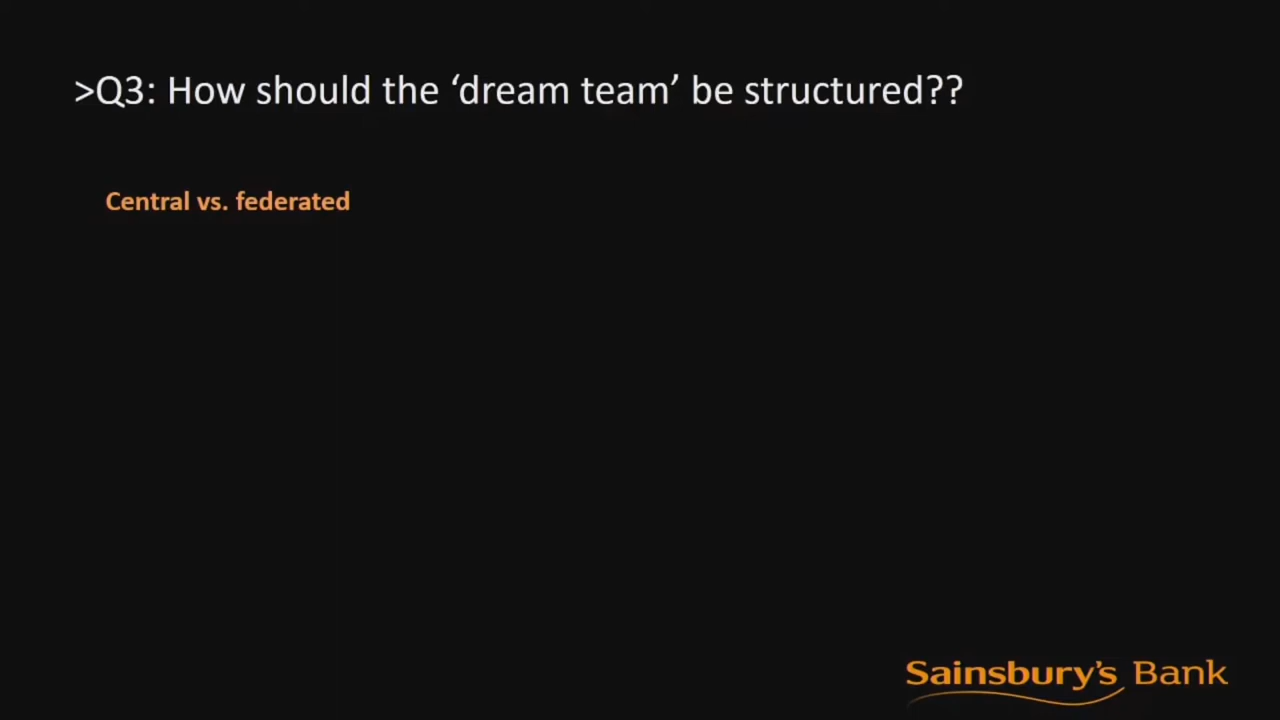 >Q3: How should the ‘dream team’ be structured??
Central vs. federated
Sainsbury's Bank